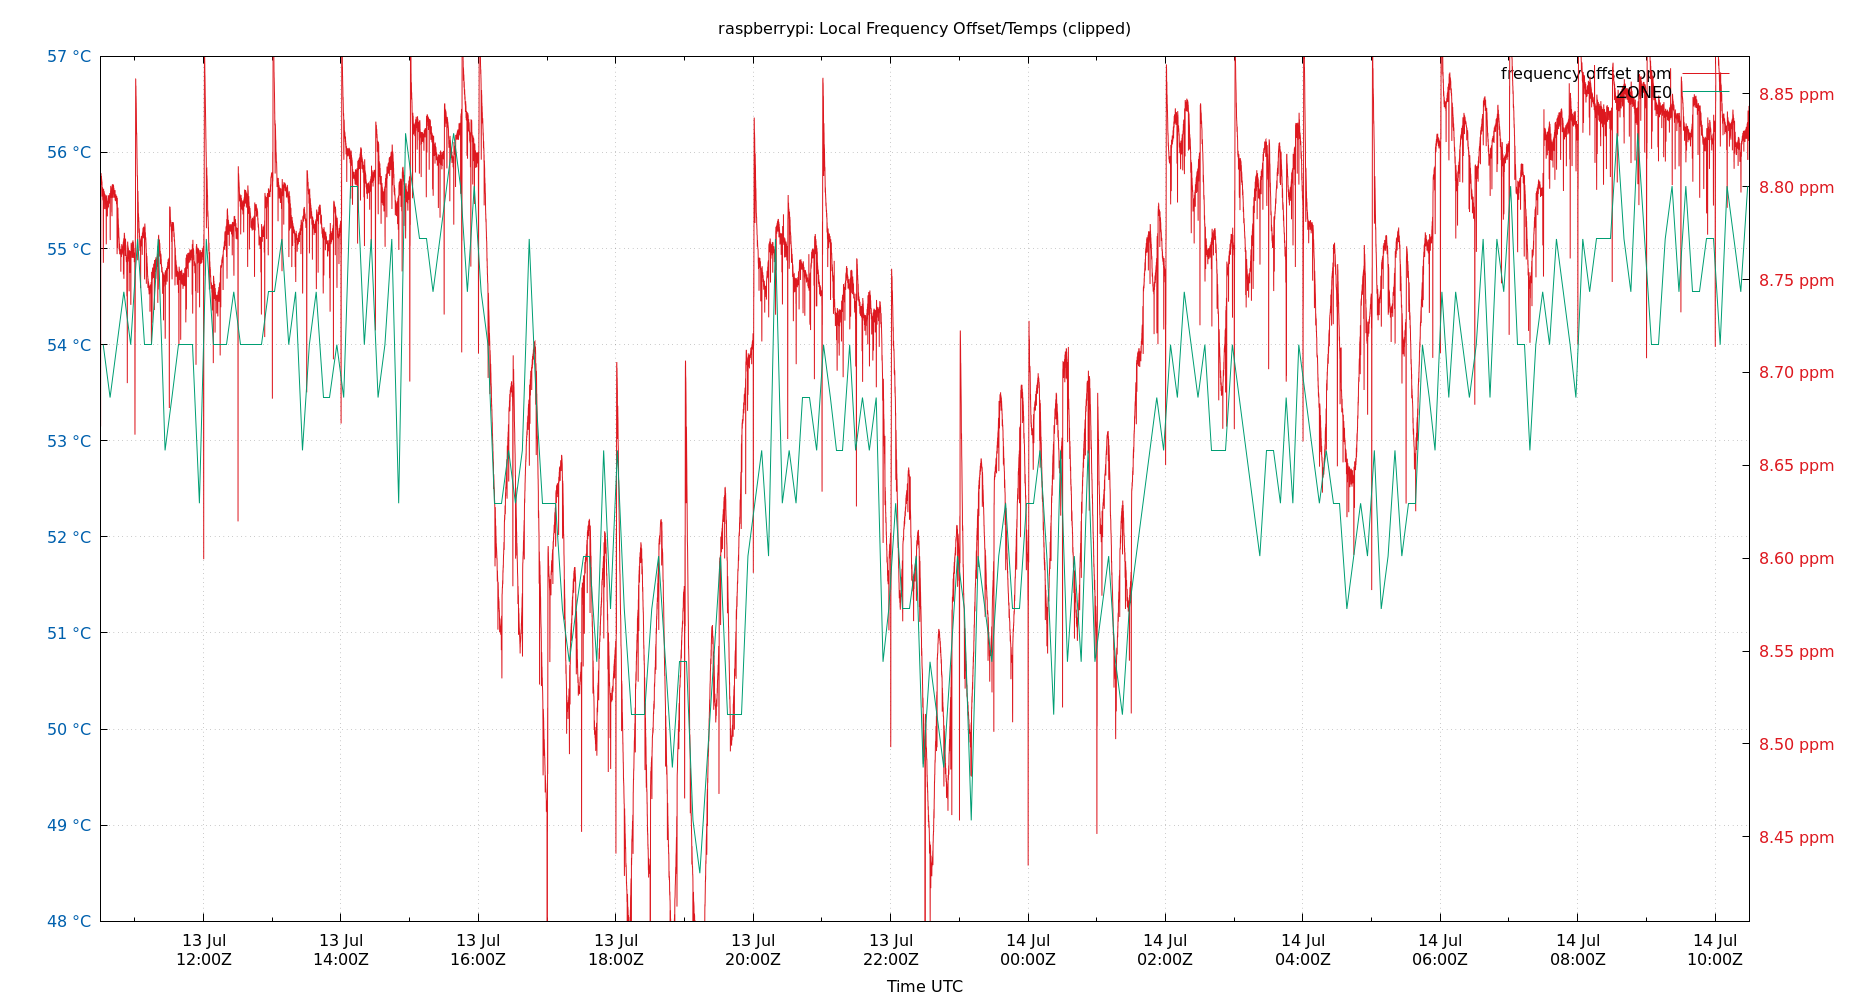 raspberrypi: Local Frequency Offset/Temps (clipped)
57 °C
56 °C
55 °C
54 °C
53 °C
52 °C
51 °C
50 °C
49 °C
48 °C
frequency offset ppm
ZONE0
8.85 ppm
8.80 ppm
8.75 ppm
8.70 ppm
8.65 ppm
8.60 ppm
8.55 ppm
8.50 ppm
8.45 ppm
13 Jul 13 Jul 13 Jul 13 Jul 13 Jul 13 Jul 14 Jul 14 Jul 14 Jul 14 Jul 14 Jul 14 Jul
12:00Z 14:00Z 16:00Z 18:00Z 20:00Z 22:00Z 00:00Z 02:00Z 04:00Z 06:00Z 08:00Z 10:00Z
Time UTC